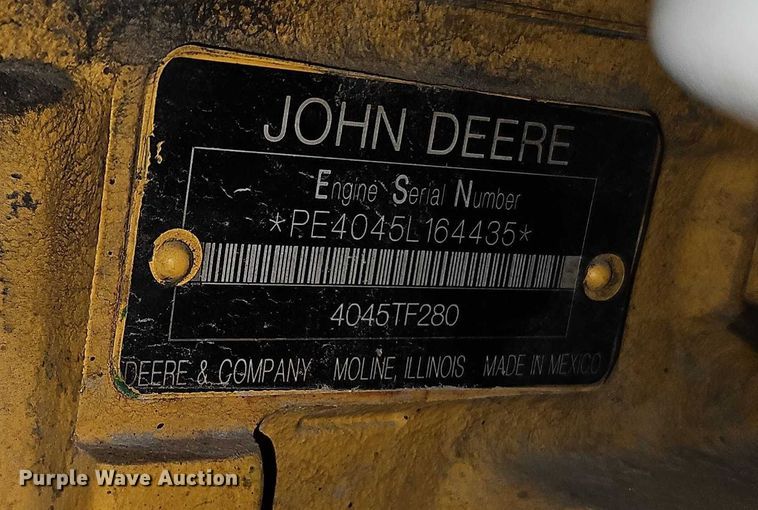 JOHN DEERE
Engine Serial Number
*PE4045L164435*
4045TF280
DEERE & COMPANY MOLINE, ILLINOIS MADE IN MEXICO
Purple Wave Auction